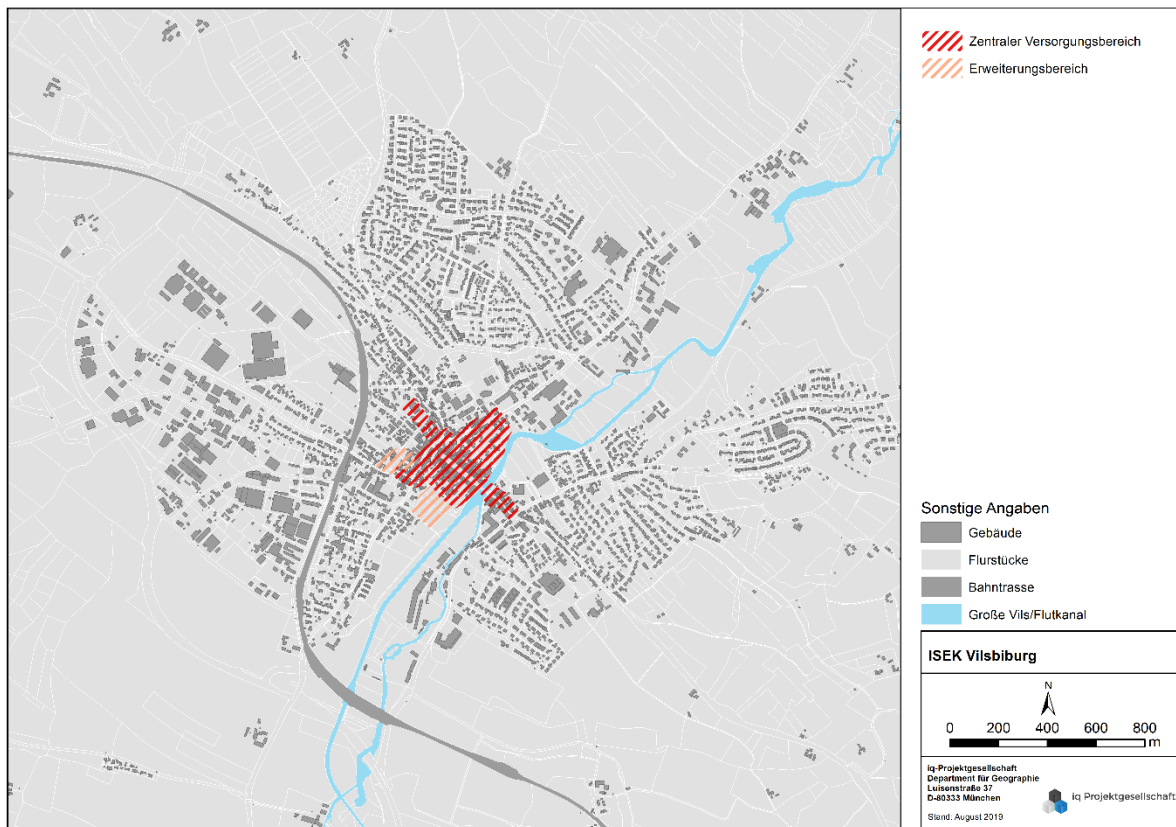 Zentraler Versorgungsbereich
Erweiterungsbereich
Sonstige Angaben
Gebäude
Flurstücke
Bahntrasse
Große Vils/Flutkanal
ISEK Vilsbiburg
N
0 200 400 600 800
m
iq-Projektgesellschaft
Department für Geographie
Luisenstraße 37
D-80333 München
iq Projektgesellschaft
Stand: August 2019